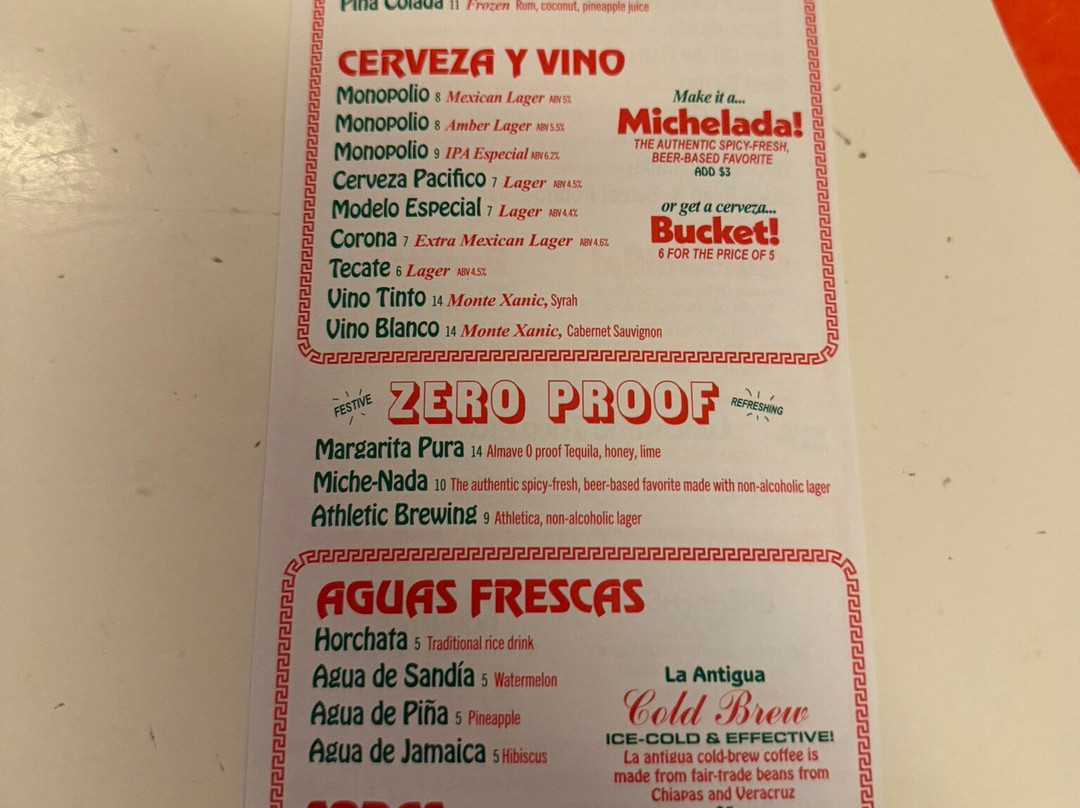 Piña Colada 11 Frozen Rum, coconut, pineapple juice
CERVEZA Y VINO
Monopolio 8 Mexican Lager ABV 5%
Monopolio 8 Amber Lager ABV 5.5%
Monopolio 9 IPA Especial ABV 6.2%
Cerveza Pacifico 7 Lager ABV 4.5%
Modelo Especial 7 Lager ABV 4.4%
Corona 7 Extra Mexican Lager ABV 4.6%
Tecate 6 Lager ABV 4.5%
Vino Tinto 14 Monte Xanic, Syrah
Vino Blanco 14 Monte Xanic, Cabernet Sauvignon
Make it a...
Michelada!
THE AUTHENTIC SPICY-FRESH,
BEER-BASED FAVORITE
ADD $3
or get a cerveza...
Bucket!
6 FOR THE PRICE OF 5
FESTIVE ZERO PROOF REFRESHING
Margarita Pura 14 Almave 0 proof Tequila, honey, lime
Miche-Nada 10 The authentic spicy-fresh, beer-based favorite made with non-alcoholic lager
Athletic Brewing 9 Athletica, non-alcoholic lager
AGUAS FRESCAS
Horchata 5 Traditional rice drink
Agua de Sandía 5 Watermelon
Agua de Piña 5 Pineapple
Agua de Jamaica 5 Hibiscus
La Antigua
Cold Brew
ICE-COLD & EFFECTIVE!
La antigua cold-brew coffee is
made from fair-trade beans from
Chiapas and Veracruz